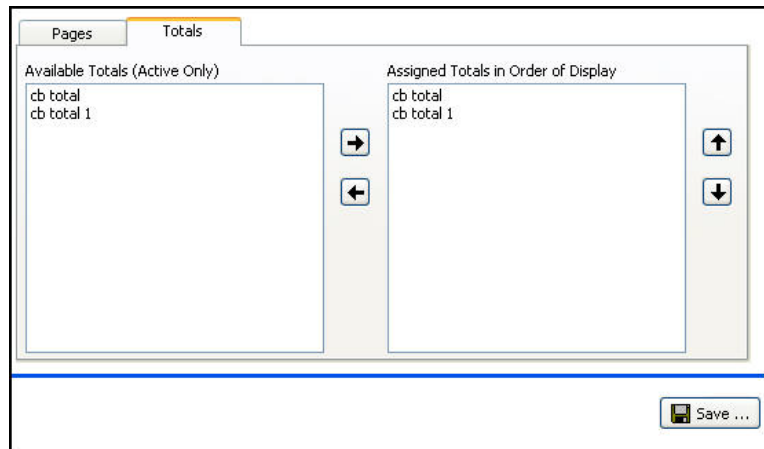 Pages Totals
Available Totals (Active Only) Assigned Totals in Order of Display
cb total cb total
cb total 1 cb total 1
Save ...